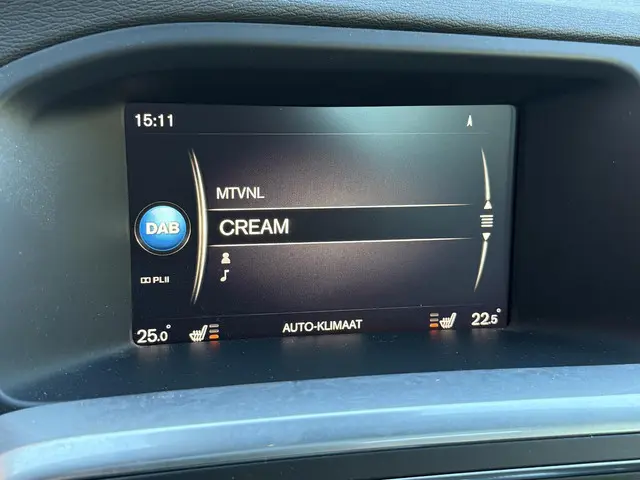 15:11
MTVNL
CREAM
DAB
PLII
25.0°
AUTO-KLIMAAT
22.5°